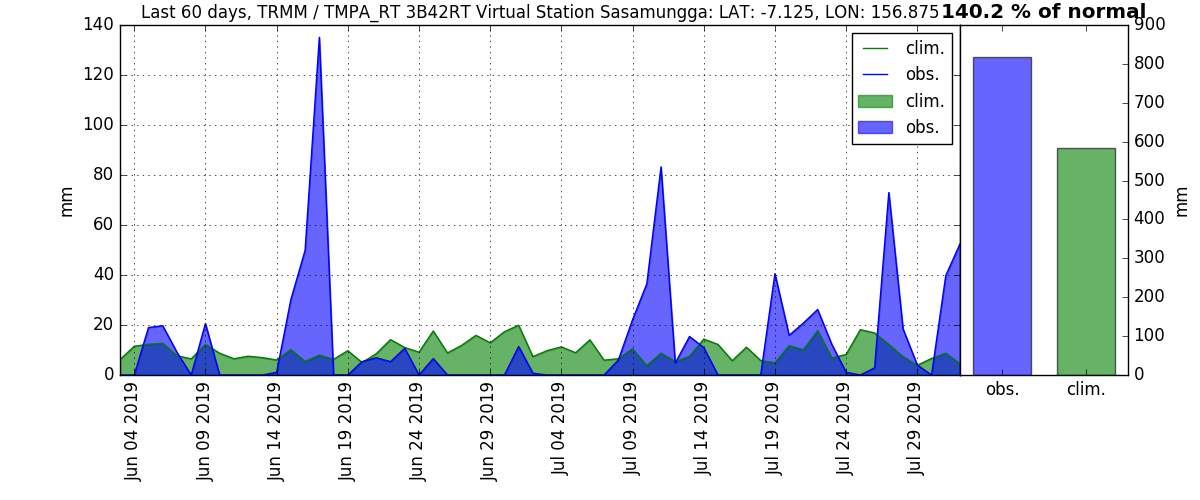 Last 60 days, TRMM / TMPA_RT 3B42RT Virtual Station Sasamungga: LAT: -7.125, LON: 156.875 140.2 % of normal
140
120
100
80
60
40
20
0
mm
clim.
obs.
clim.
obs.
900
800
700
600
500
400
300
200
100
0
mm
Jun 04 2019
Jun 09 2019
Jun 14 2019
Jun 19 2019
Jun 24 2019
Jun 29 2019
Jul 04 2019
Jul 09 2019
Jul 14 2019
Jul 19 2019
Jul 24 2019
Jul 29 2019
obs.
clim.